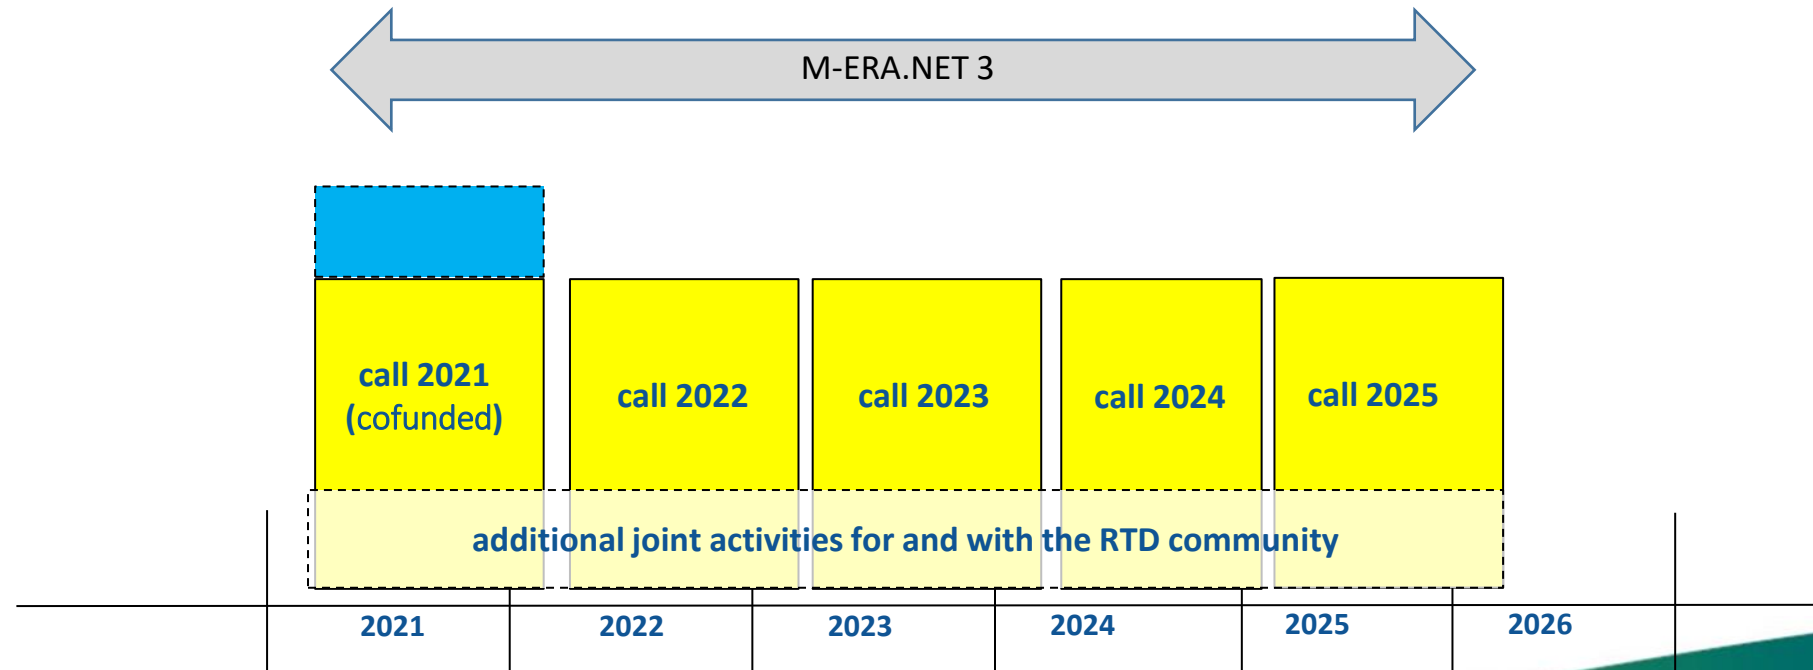 M-ERA.NET 3
call 2021
(cofunded)
call 2022
call 2023
call 2024
call 2025
additional joint activities for and with the RTD community
2021
2022
2023
2024
2025
2026